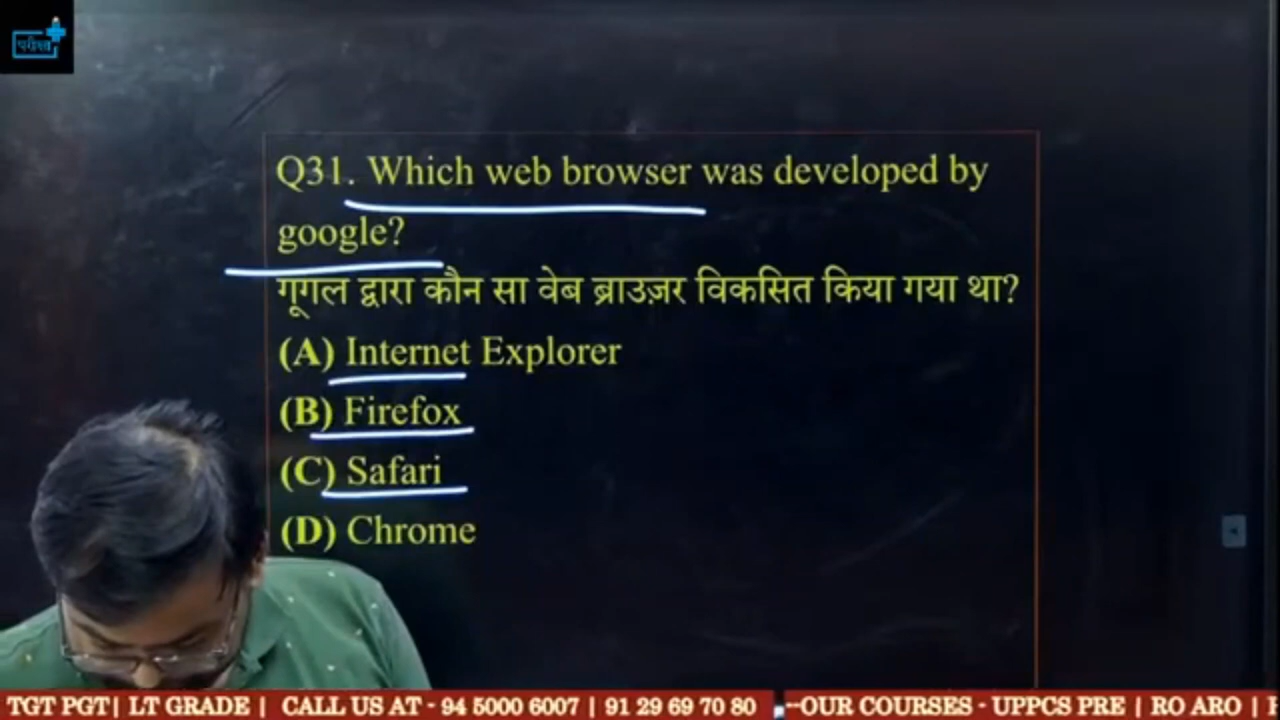 परीक्षा
Q31. Which web browser was developed by
google?
गूगल द्वारा कौन सा वेब ब्राउज़र विकसित किया गया था?
(A) Internet Explorer
(B) Firefox
(C) Safari
(D) Chrome
TGT PGT| LT GRADE | CALL US AT - 94 5000 6007 | 91 29 69 70 80 --OUR COURSES - UPPCS PRE | RO ARO |